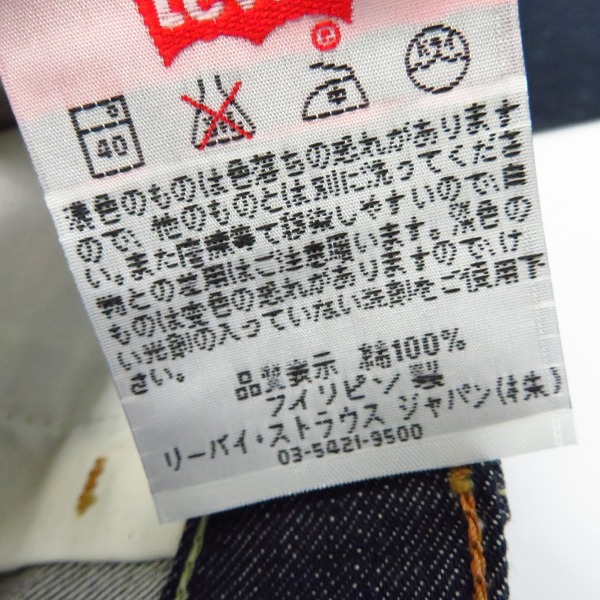 Levi's
40
濃色のものは色落ちの恐れがあります
ので、他のものとは別に洗ってくださ
い。また摩擦等で移染しやすいので、白
物との着用はご注意願います。淡色の
ものは変色の恐れがありますので、け
い光剤の入っていない洗剤をご使用下
さい。
品質表示 綿100%
フィリピン製
リーバイ・ストラウス ジャパン(株)
03-5421-9500